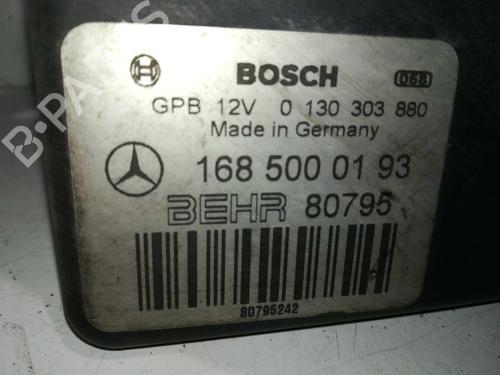 BOSCH 068
GPB 12V 0 130 303 880
Made in Germany
168 500 01 93
BEHR 80795
80795242
B-PARTS